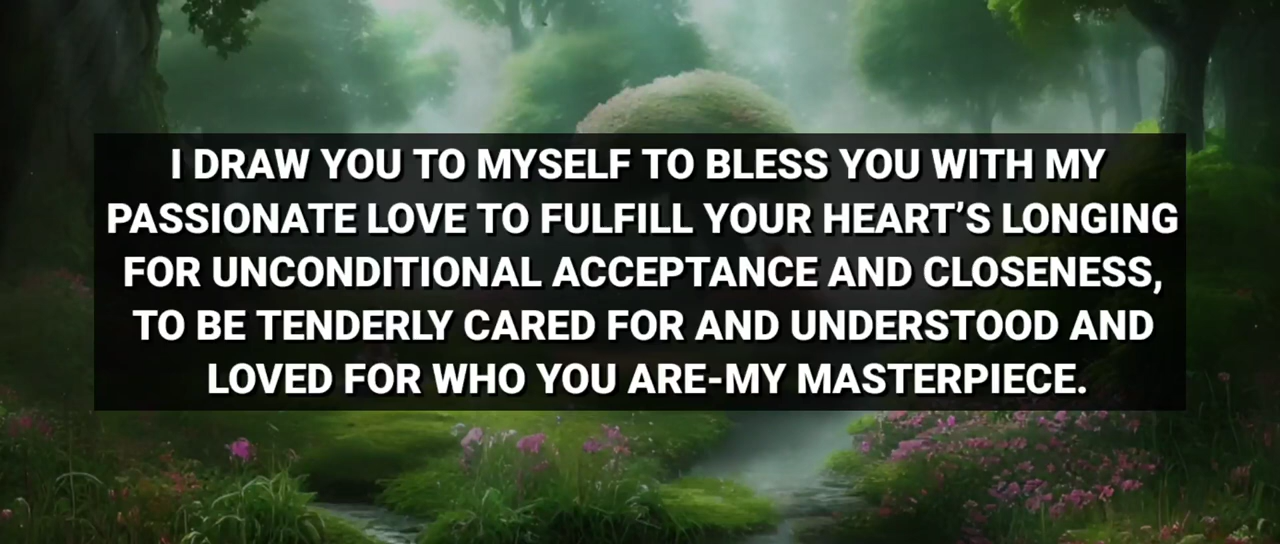 I DRAW YOU TO MYSELF TO BLESS YOU WITH MY
PASSIONATE LOVE TO FULFILL YOUR HEART’S LONGING
FOR UNCONDITIONAL ACCEPTANCE AND CLOSENESS,
TO BE TENDERLY CARED FOR AND UNDERSTOOD AND
LOVED FOR WHO YOU ARE-MY MASTERPIECE.